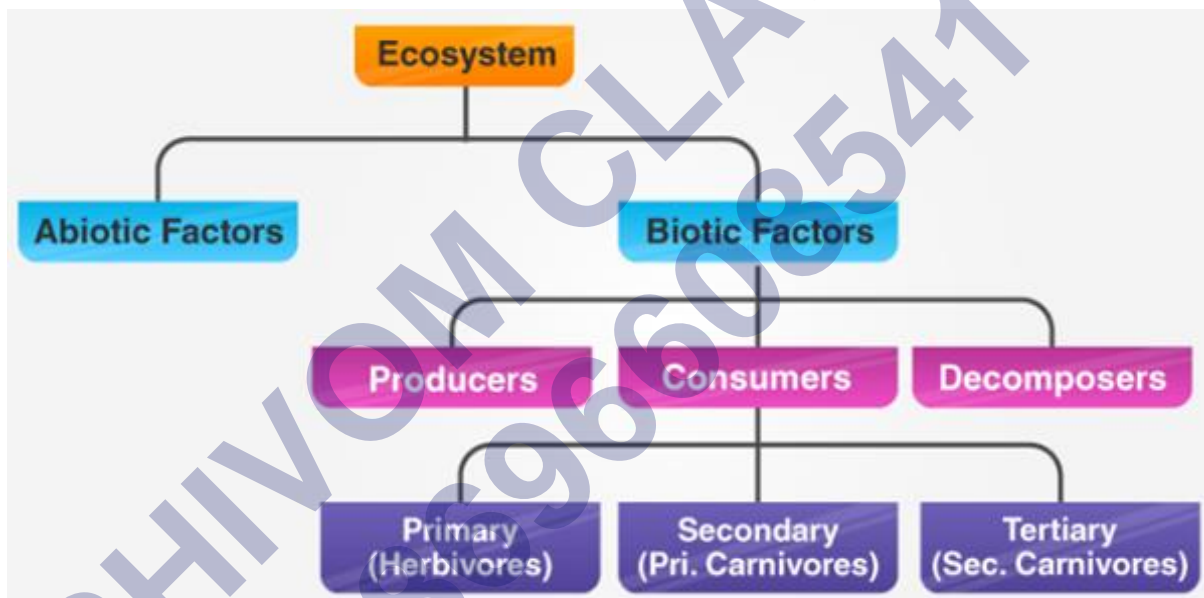 Ecosystem
Abiotic Factors
Biotic Factors
Producers
Consumers
Decomposers
Primary
(Herbivores)
Secondary
(Pri. Carnivores)
Tertiary
(Sec. Carnivores)